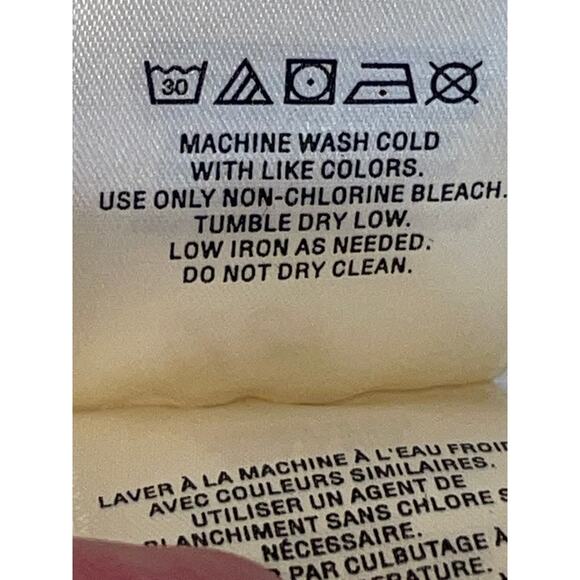 30
MACHINE WASH COLD
WITH LIKE COLORS.
USE ONLY NON-CHLORINE BLEACH.
TUMBLE DRY LOW.
LOW IRON AS NEEDED.
DO NOT DRY CLEAN.
LAVER À LA MACHINE À L'EAU FROID
AVEC COULEURS SIMILAIRES.
UTILISER UN AGENT DE
BLANCHIMENT SANS CHLORE S
NÉCESSAIRE.
PAR CULBUTAGE À